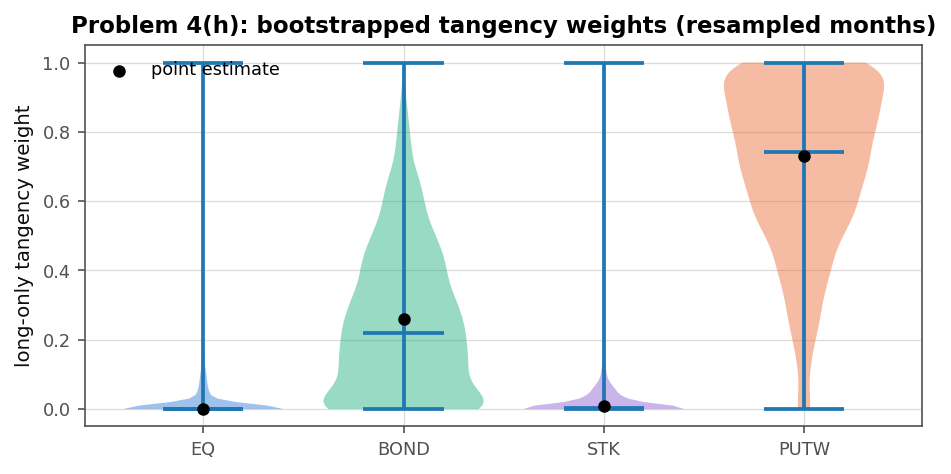 Problem 4(h): bootstrapped tangency weights (resampled months)
point estimate
long-only tangency weight
1.0
0.8
0.6
0.4
0.2
0.0
EQ BOND STK PUTW